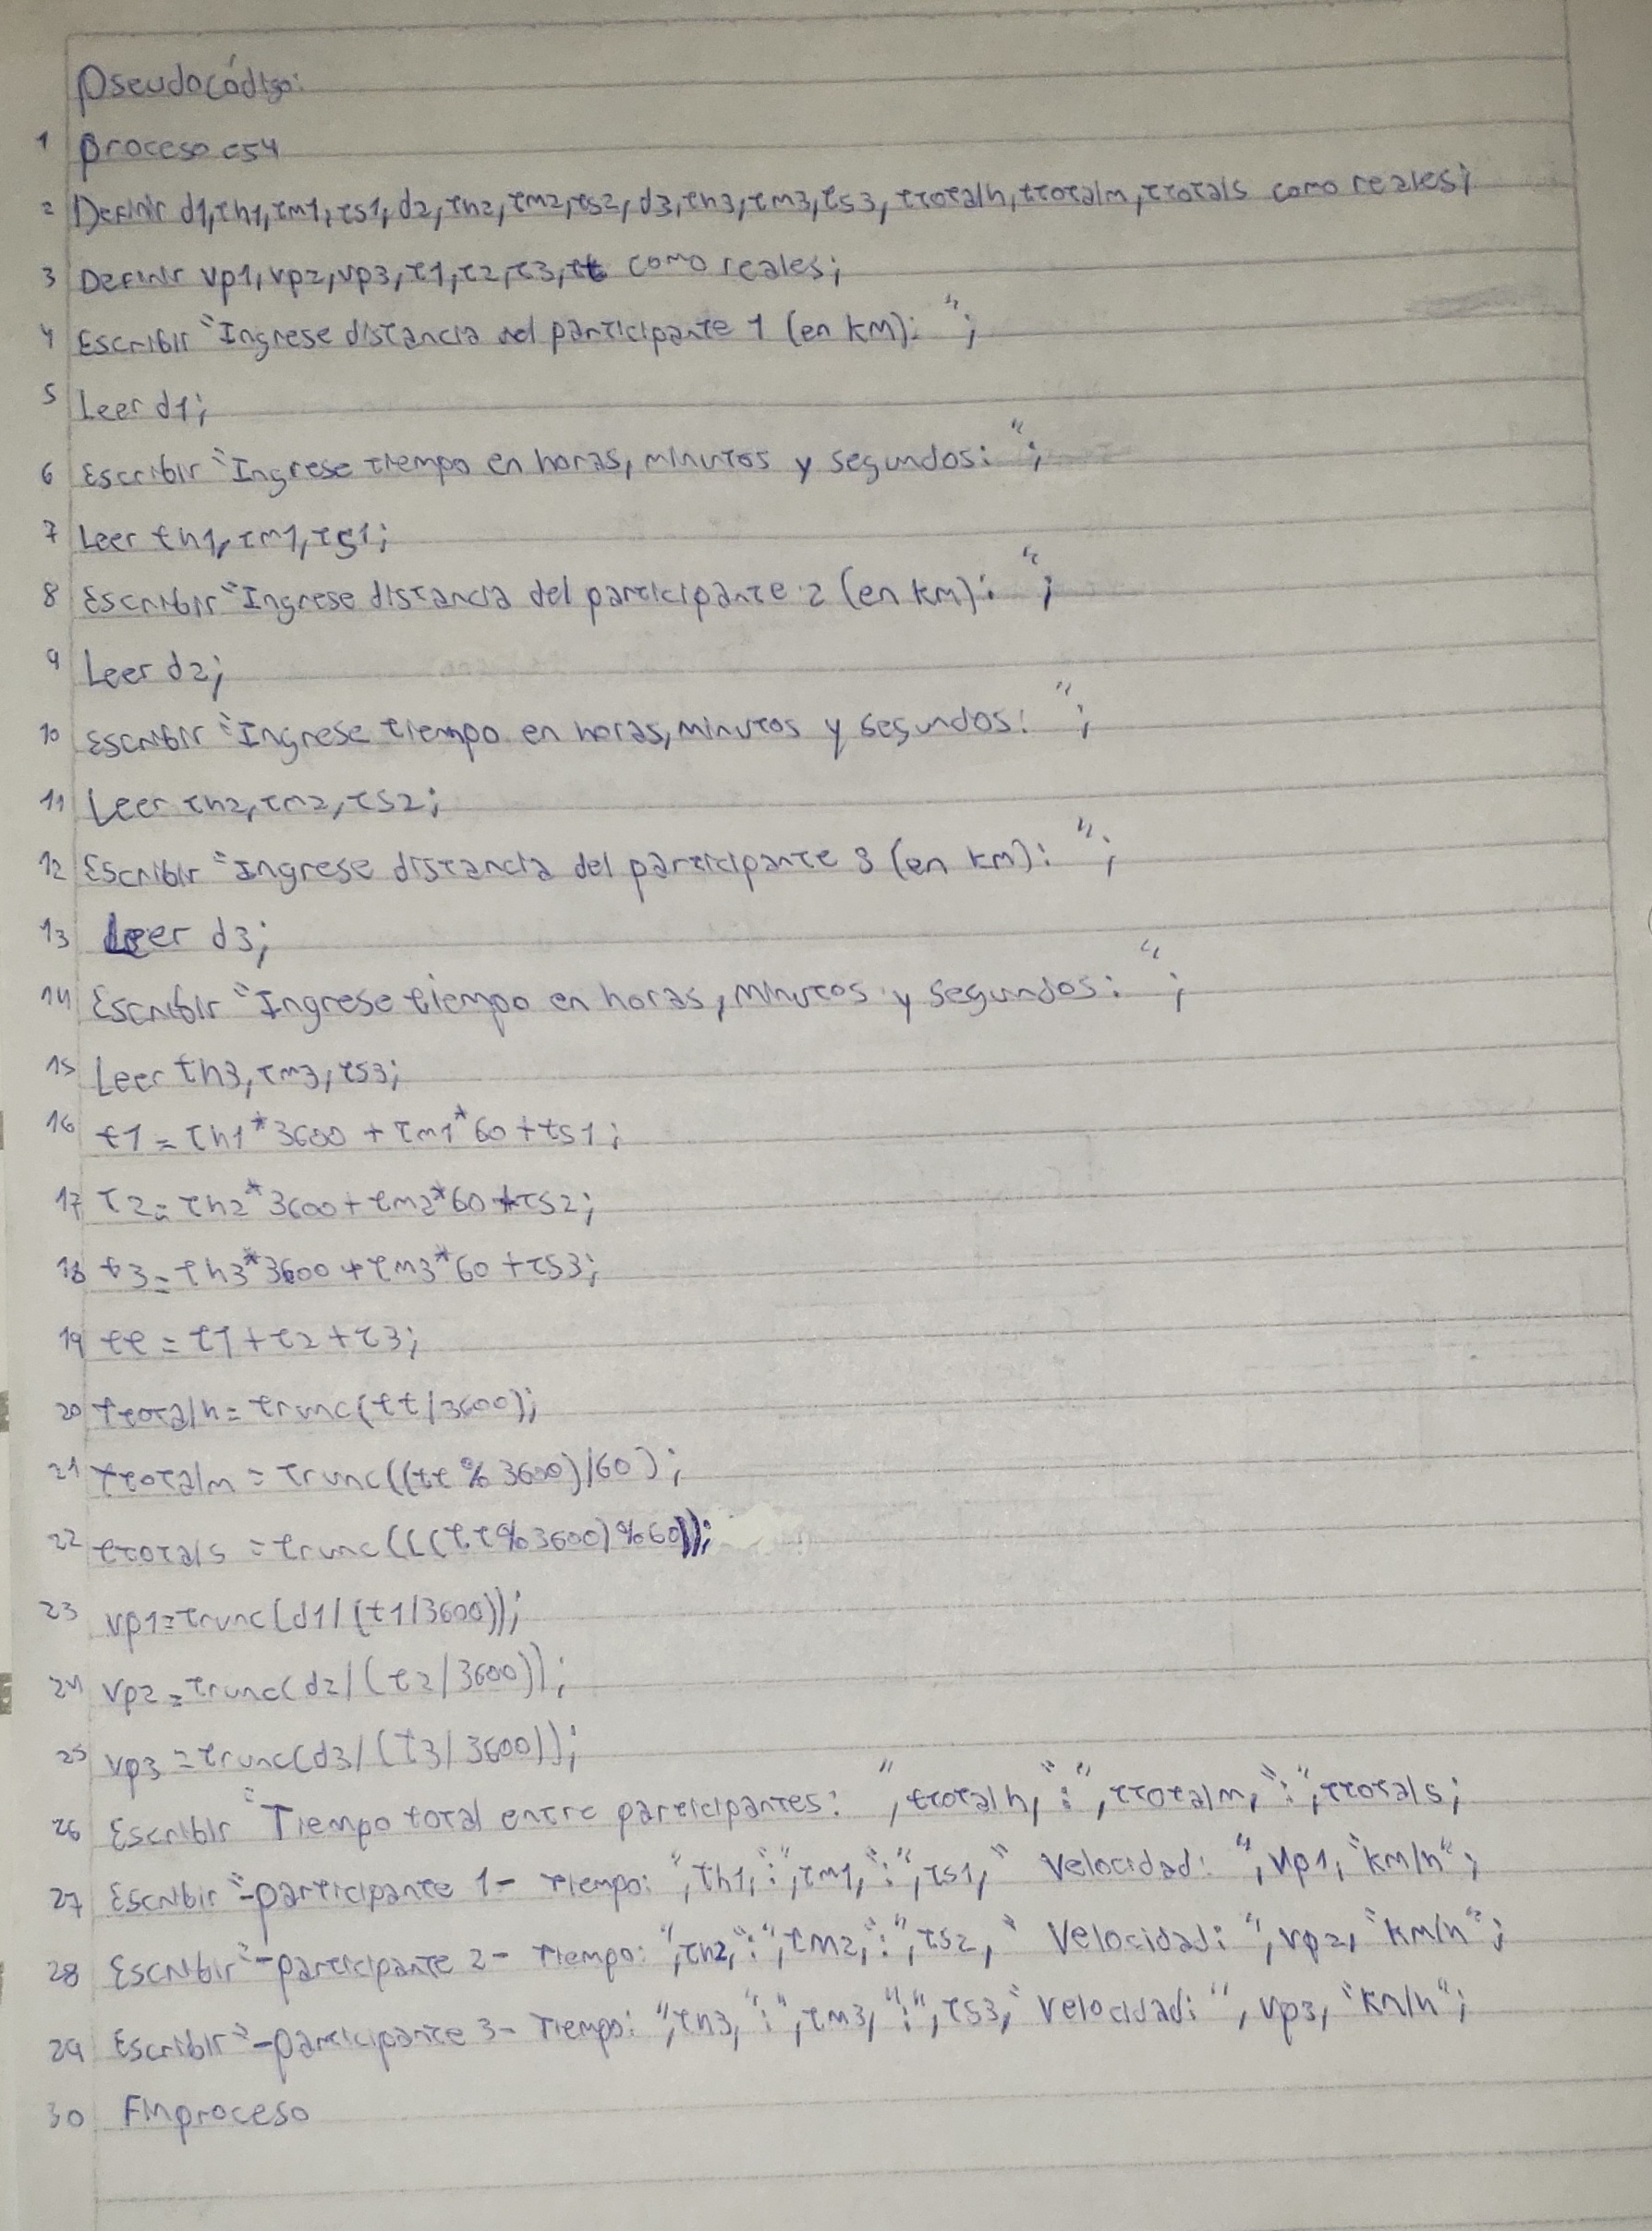 Pseudocódigo:
1 Proceso es4
2 Definir d1,th1,tm1,ts1,d2,th2,tm2,ts2,d3,th3,tm3,ts3,ttotalh,ttotalm,ttotals como reales;
3 Definir vp1,vp2,vp3,t1,t2,t3,tt como reales;
4 Escribir "Ingrese distancia del participante 1 (en KM): ";
5 Leer d1;
6 Escribir "Ingrese tiempo en horas, minutos y segundos: ";
7 Leer th1,tm1,ts1;
8 Escribir "Ingrese distancia del participante 2 (en KM): ";
9 Leer d2;
10 Escribir "Ingrese tiempo en horas, minutos y segundos: ";
11 Leer th2,tm2,ts2;
12 Escribir "Ingrese distancia del participante 3 (en KM): ";
13 Leer d3;
14 Escribir "Ingrese tiempo en horas, minutos y segundos: ";
15 Leer th3,tm3,ts3;
16 t1 = th1*3600 + tm1*60+ts1;
17 t2= th2*3600+tm2*60+ts2;
18 t3= th3*3600+tm3*60+ts3;
19 tt = t1+t2+t3;
20 ttotalh= trunc(tt/3600);
21 ttotalm = trunc((tt%3600)/60);
22 ttotals = trunc(((tt%3600)%60));
23 vp1=trunc(d1/(t1/3600));
24 vp2=trunc(d2/(t2/3600));
25 vp3=trunc(d3/(t3/3600));
26 Escribir "Tiempo total entre participantes: ",ttotalh,":",ttotalm,":",ttotals;
27 Escribir "-participante 1- Tiempo: ",th1,":",tm1,":",ts1," Velocidad: ",vp1,"km/h";
28 Escribir "-participante 2- Tiempo: ",th2,":",tm2,":",ts2," Velocidad: ",vp2,"km/h";
29 Escribir "-participante 3- Tiempo: ",th3,":",tm3,":",ts3," Velocidad: ",vp3,"km/h";
30 Finproceso